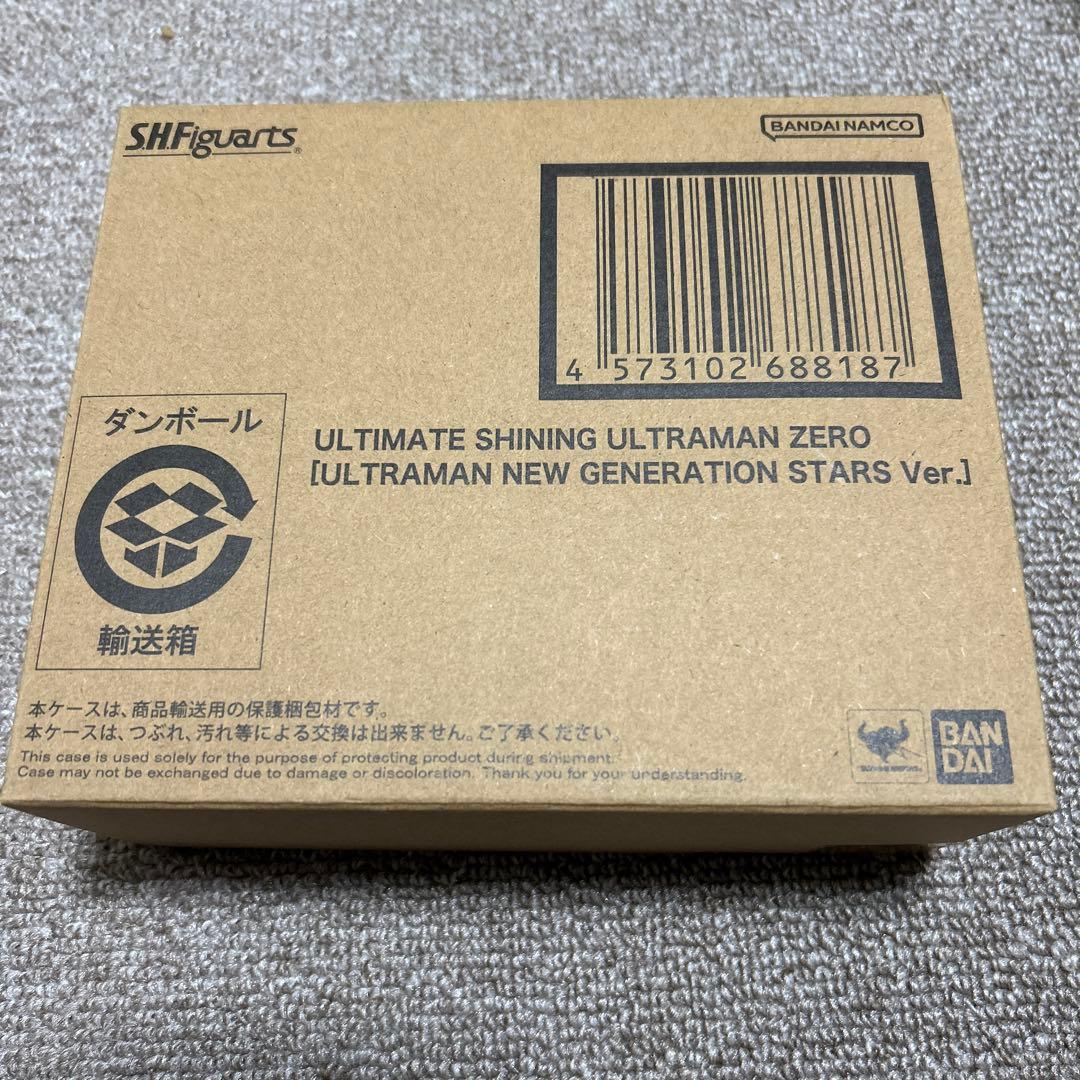 S.H.Figuarts®
BANDAI NAMCO
4 573102 688187
ダンボール
輸送箱
ULTIMATE SHINING ULTRAMAN ZERO
[ULTRAMAN NEW GENERATION STARS Ver.]
本ケースは、商品輸送用の保護梱包材です。
本ケースは、つぶれ、汚れ等による交換は出来ません。ご了承ください。
This case is used solely for the purpose of protecting product during shipment.
Case may not be exchanged due to damage or discoloration. Thank you for your understanding.
BAN
DAI